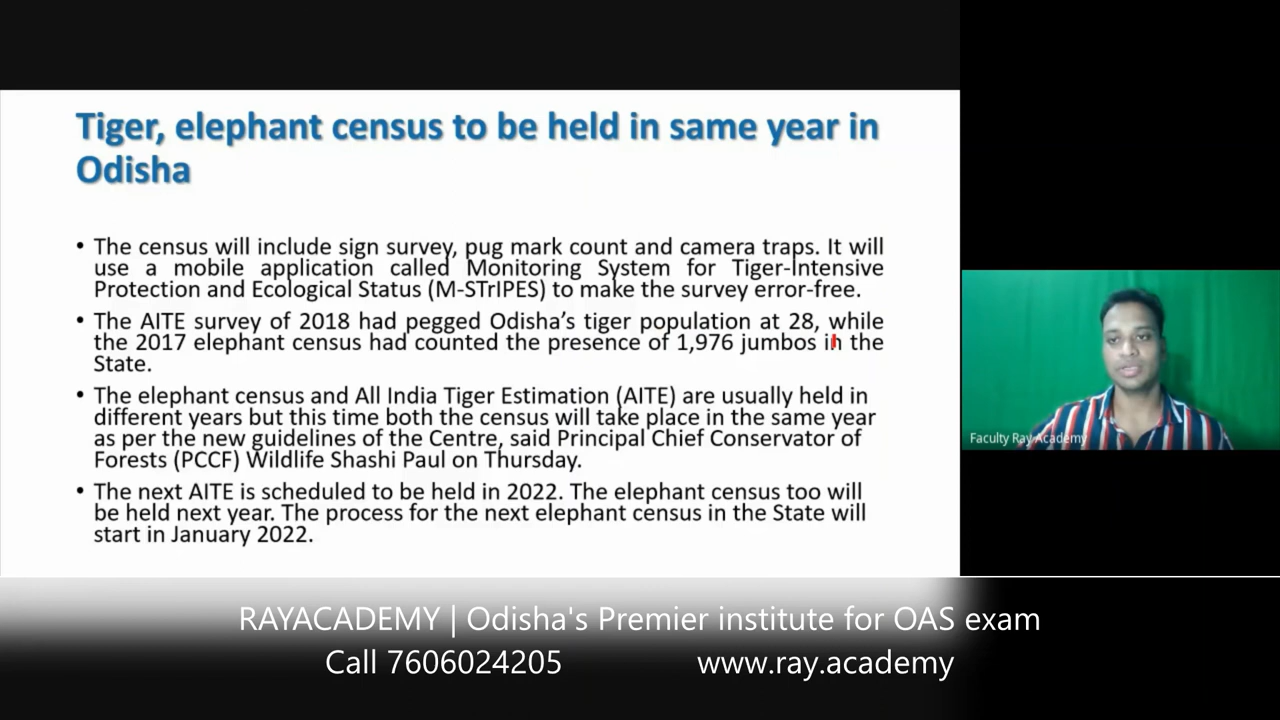 Tiger, elephant census to be held in same year in
Odisha
• The census will include sign survey, pug mark count and camera traps. It will
use a mobile application called Monitoring System for Tiger-Intensive
Protection and Ecological Status (M-STrIPES) to make the survey error-free.
• The AITE survey of 2018 had pegged Odisha's tiger population at 28, while
the 2017 elephant census had counted the presence of 1,976 jumbos in the
State.
• The elephant census and All India Tiger Estimation (AITE) are usually held in
different years but this time both the census will take place in the same year
as per the new guidelines of the Centre, said Principal Chief Conservator of
Forests (PCCF) Wildlife Shashi Paul on Thursday.
• The next AITE is scheduled to be held in 2022. The elephant census too will
be held next year. The process for the next elephant census in the State will
start in January 2022.
Faculty Ray Academy
RAYACADEMY | Odisha's Premier institute for OAS exam
Call 7606024205 www.ray.academy